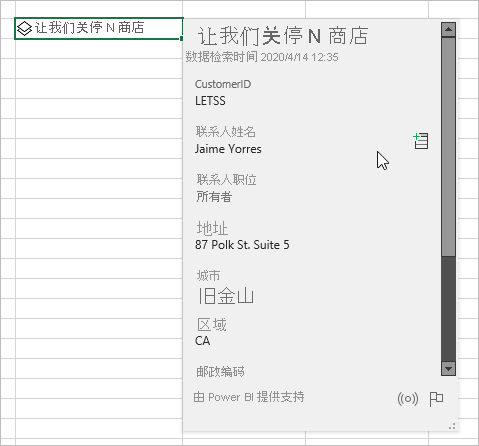 让我们关停 N 商店
让我们关停 N 商店
数据检索时间 2020/4/14 12:35
CustomerID
LETSS
联系人姓名
Jaime Yorres
联系人职位
所有者
地址
87 Polk St. Suite 5
城市
旧金山
区域
CA
邮政编码
由 Power BI 提供支持